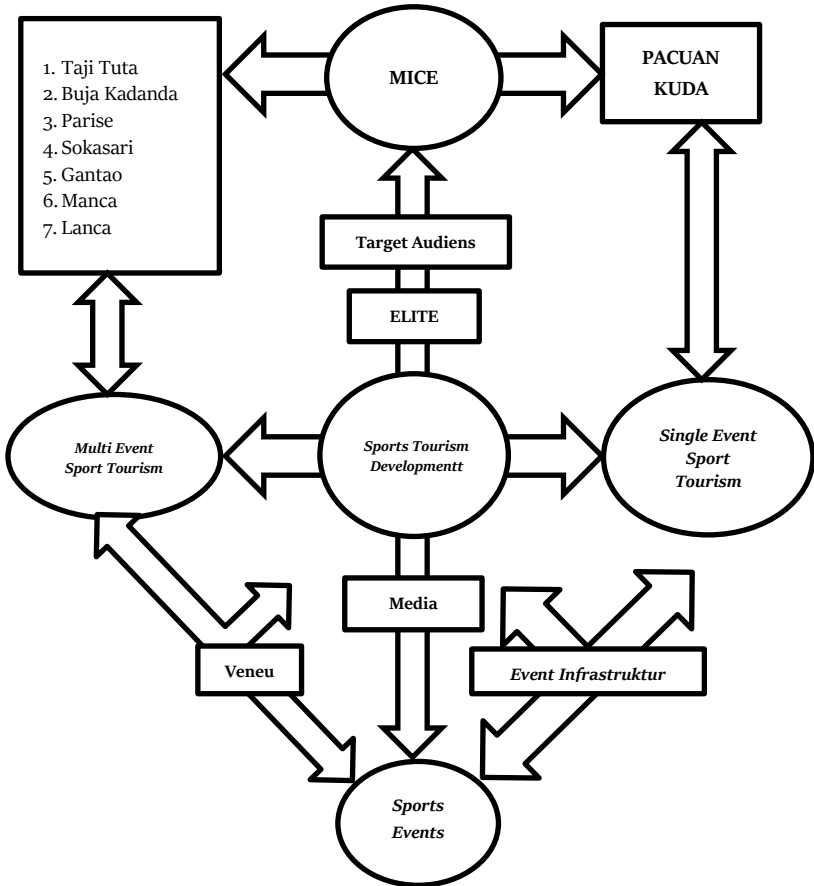 1. Taji Tuta
2. Buja Kadanda
3. Parise
4. Sokasari
5. Gantao
6. Manca
7. Lanca
MICE
PACUAN
KUDA
Target Audiens
ELITE
Multi Event
Sport Tourism
Sports Tourism
Developmentt
Single Event
Sport
Tourism
Media
Veneu
Event Infrastruktur
Sports
Events